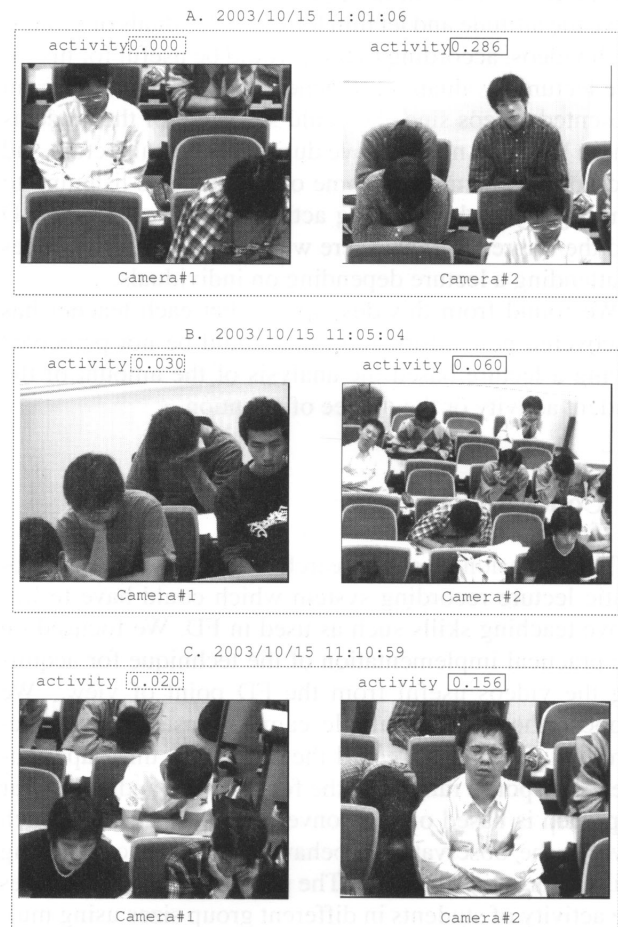 A. 2003/10/15 11:01:06
activity 0.000
activity 0.286
Camera#1
Camera#2
B. 2003/10/15 11:05:04
activity 0.030
activity 0.060
Camera#1
Camera#2
C. 2003/10/15 11:10:59
activity 0.020
activity 0.156
Camera#1
Camera#2